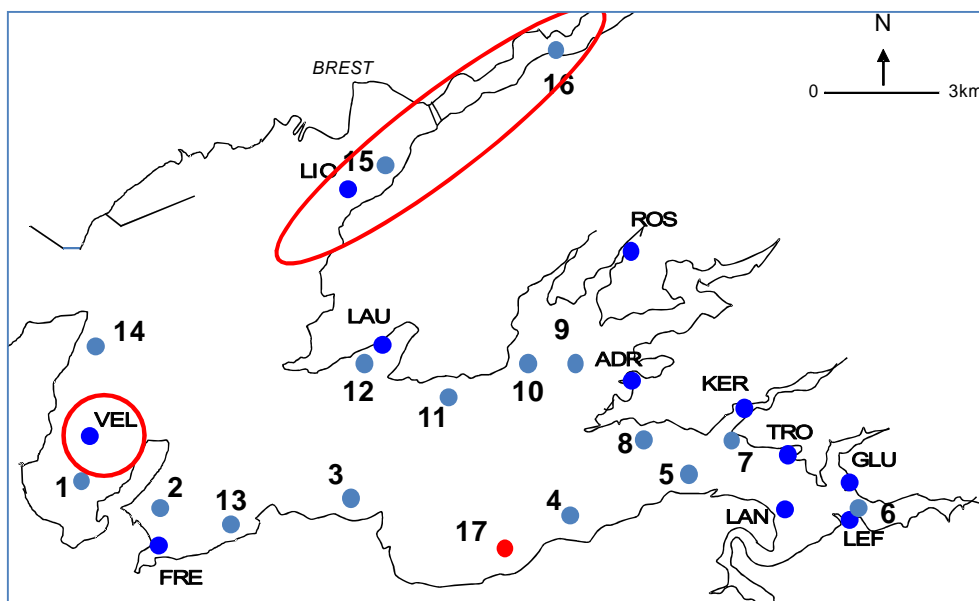 N
BREST
16
0 3km
LIO 15
ROS
LAU
9
14
ADR
12
10
KER
11
VEL
TRO
8
7
GLU
1
2
3
5
13
4
LAN
6
17
LEF
FRE